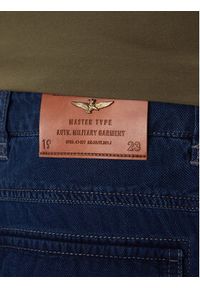 MASTER TYPE
AUTH. MILITARY GARMENT
19 23